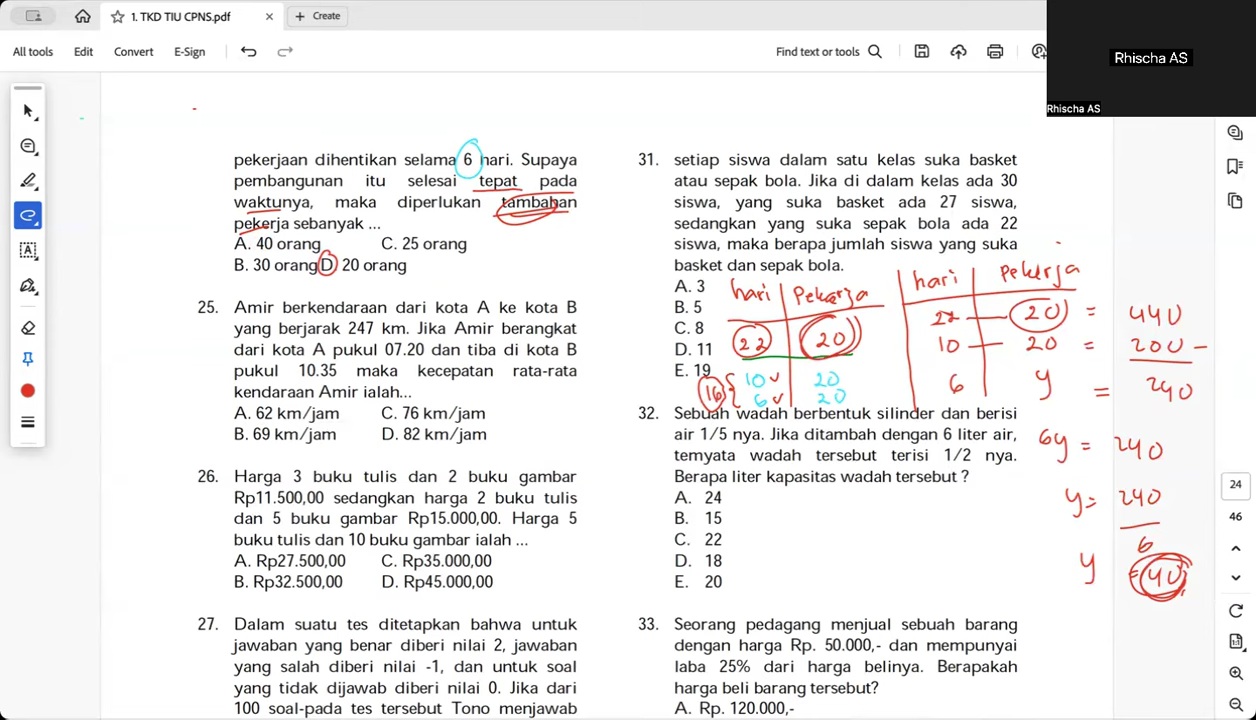 1. TKD TIU CPNS.pdf
Create
All tools Edit Convert E-Sign
Find text or tools
Rhischa AS
Rhischa AS
pekerjaan dihentikan selama 6 hari. Supaya
pembangunan itu selesai tepat pada
waktunya, maka diperlukan tambahan
pekerja sebanyak ...
A. 40 orang C. 25 orang
B. 30 orang D. 20 orang
25. Amir berkendaraan dari kota A ke kota B
yang berjarak 247 km. Jika Amir berangkat
dari kota A pukul 07.20 dan tiba di kota B
pukul 10.35 maka kecepatan rata-rata
kendaraan Amir ialah...
A. 62 km/jam C. 76 km/jam
B. 69 km/jam D. 82 km/jam
26. Harga 3 buku tulis dan 2 buku gambar
Rp11.500,00 sedangkan harga 2 buku tulis
dan 5 buku gambar Rp15.000,00. Harga 5
buku tulis dan 10 buku gambar ialah ...
A. Rp27.500,00 C. Rp35.000,00
B. Rp32.500,00 D. Rp45.000,00
27. Dalam suatu tes ditetapkan bahwa untuk
jawaban yang benar diberi nilai 2, jawaban
yang salah diberi nilai -1, dan untuk soal
yang tidak dijawab diberi nilai 0. Jika dari
100 soal-pada tes tersebut Tono menjawab
31. setiap siswa dalam satu kelas suka basket
atau sepak bola. Jika di dalam kelas ada 30
siswa, yang suka basket ada 27 siswa,
sedangkan yang suka sepak bola ada 22
siswa, maka berapa jumlah siswa yang suka
basket dan sepak bola.
A. 3
B. 5
C. 8
D. 11
E. 19
hari Pekerja
22 20
16 { 10 20
6 20
hari Pekerja
22 20 = 440
10 20 = 200 -
6 y = 240
6y = 240
y = 240
6
y = 40
32. Sebuah wadah berbentuk silinder dan berisi
air 1/5 nya. Jika ditambah dengan 6 liter air,
temyata wadah tersebut terisi 1/2 nya.
Berapa liter kapasitas wadah tersebut ?
A. 24
B. 15
C. 22
D. 18
E. 20
33. Seorang pedagang menjual sebuah barang
dengan harga Rp. 50.000,- dan mempunyai
laba 25% dari harga belinya. Berapakah
harga beli barang tersebut?
A. Rp. 120.000,-
24
46